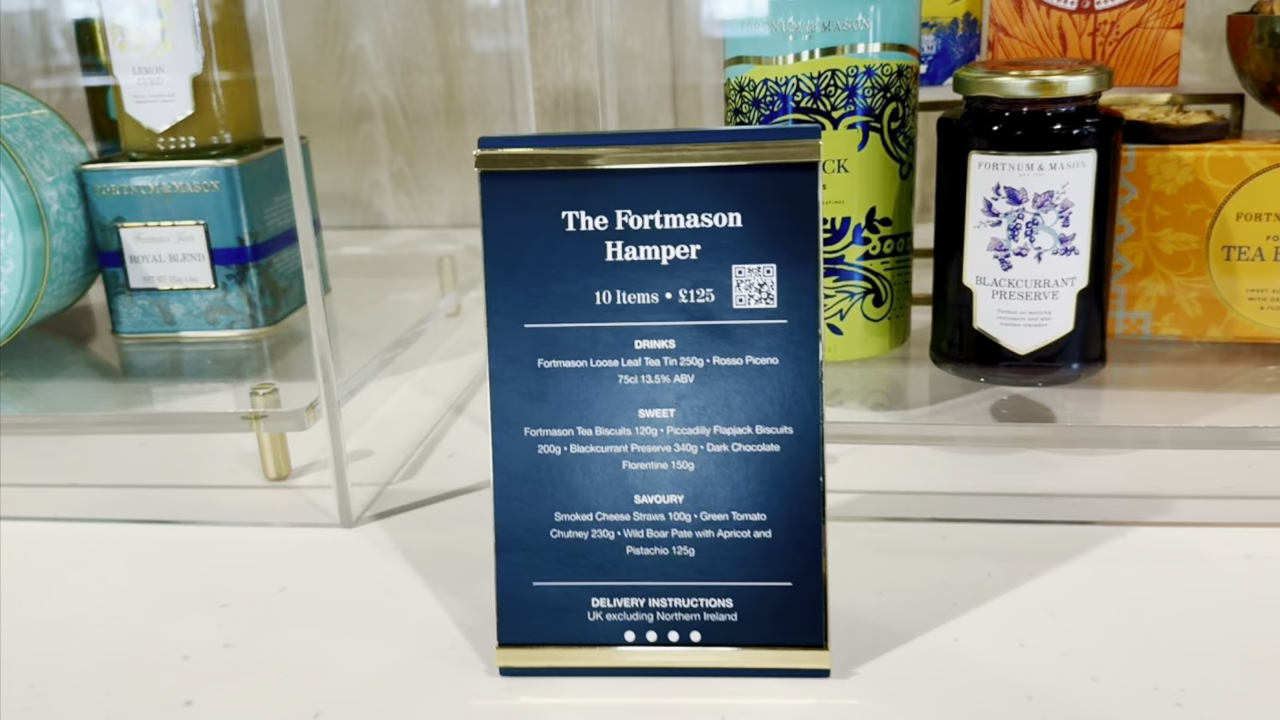 LEMON
FORTNUM & MASON
ROYAL BLEND
FORTNUM & MASON
CK
The Fortmason
Hamper
10 Items • £125
DRINKS
Fortmason Loose Leaf Tea Tin 250g • Rosso Piceno
75cl 13.5% ABV
SWEET
Fortmason Tea Biscuits 120g • Piccadilly Flapjack Biscuits
200g • Blackcurrant Preserve 340g • Dark Chocolate
Florentine 150g
SAVOURY
Smoked Cheese Straws 100g • Green Tomato
Chutney 230g • Wild Boar Pate with Apricot and
Pistachio 125g
DELIVERY INSTRUCTIONS
UK excluding Northern Ireland
FORTNUM & MASON
BLACKCURRANT
PRESERVE
FORTN
FO
TEA B